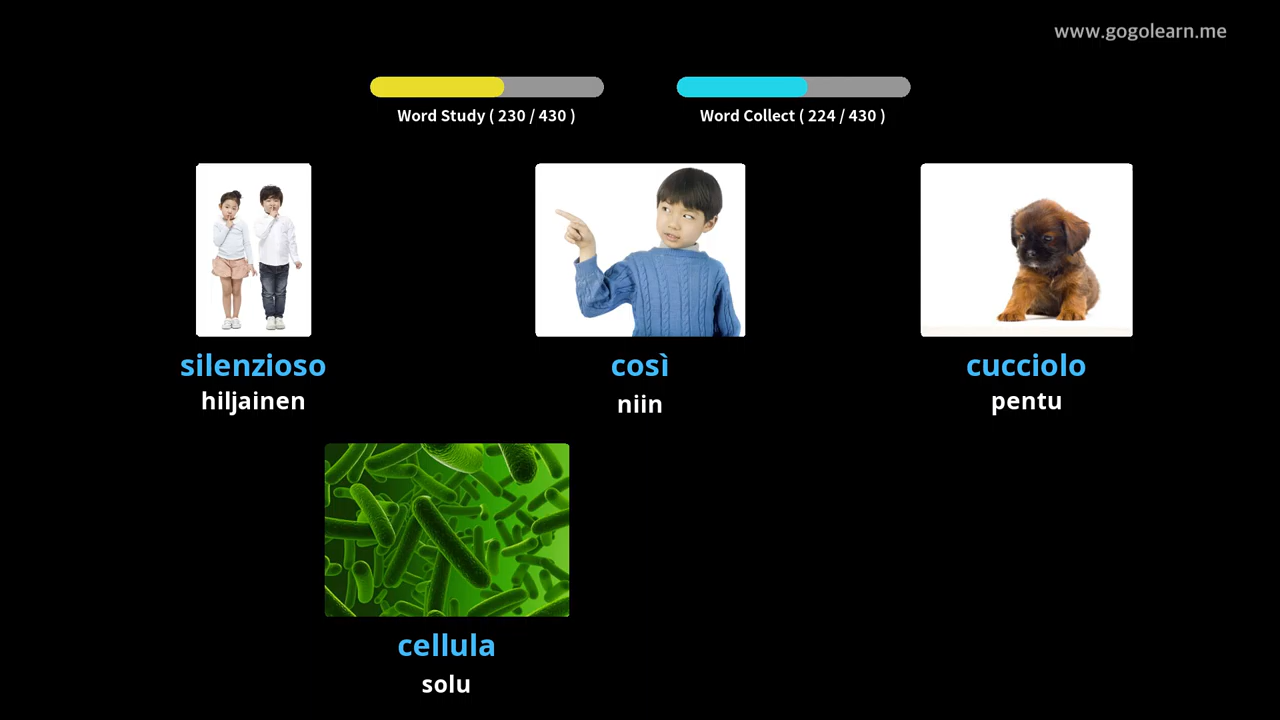 www.gogolearn.me
Word Study ( 230 / 430 )
Word Collect ( 224 / 430 )
silenzioso
hiljainen
così
niin
cucciolo
pentu
cellula
solu